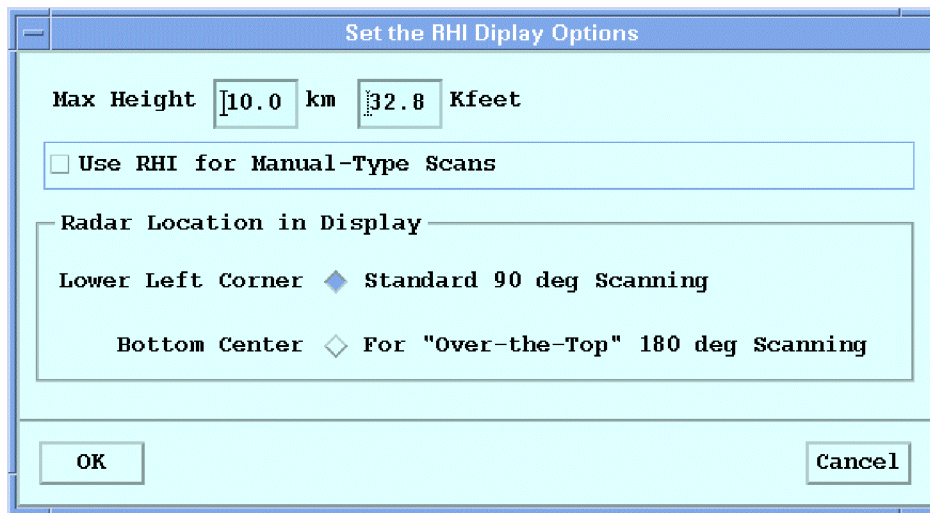 Set the RHI Diplay Options
Max Height 10.0 km 32.8 Kfeet
Use RHI for Manual-Type Scans
Radar Location in Display
Lower Left Corner Standard 90 deg Scanning
Bottom Center For "Over-the-Top" 180 deg Scanning
OK Cancel